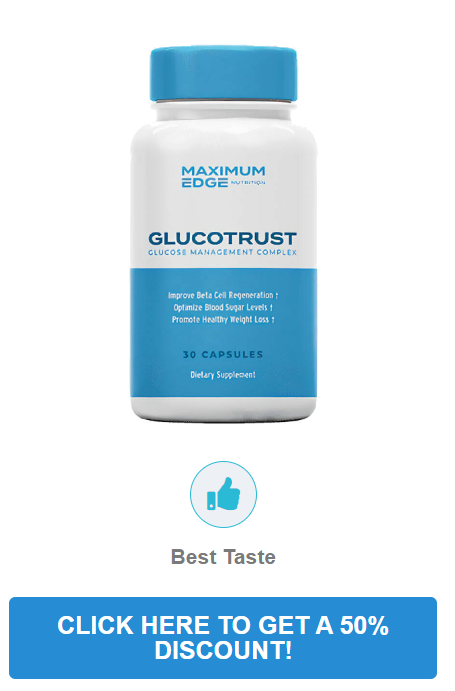 MAXIMUM
EDGE NUTRITION
GLUCOTRUST
GLUCOSE MANAGEMENT COMPLEX
Improve Beta Cell Regeneration ↑
Optimize Blood Sugar Levels ↑
Promote Healthy Weight Loss ↑
30 CAPSULES
Dietary Supplement
Best Taste
CLICK HERE TO GET A 50%
DISCOUNT!